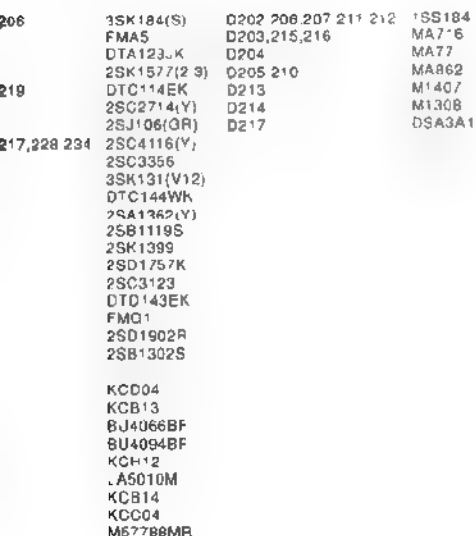 206 3SK184(S) D202 206.207 211 212 1SS184
FMA5 D203,215,216 MA716
DTA123JK D204 MA77
2SK1577(2 3) D205 210 MA862
219 DTC114EK D213 M1407
2SC2714(Y) D214 M1308
2SJ106(GR) D217 DSA3A1
217,228 234 2SC4116(Y)
2SC3356
3SK131(V12)
DTC144WK
2SA1362(Y)
2SB1119S
2SK1399
2SD1757K
2SC3123
DTD143EK
FMG1
2SD1902R
2SB1302S
KCD04
KCB13
BU4066BF
BU4094BF
KCH12
LA5010M
KCB14
KCC04
M67788MR